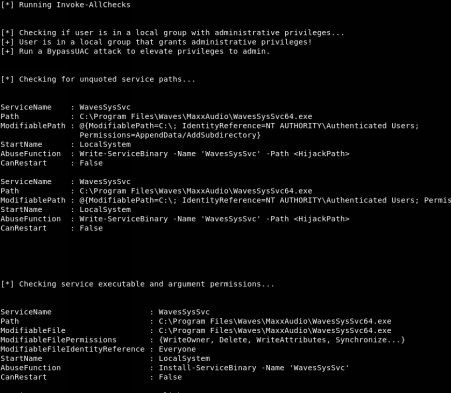 [*] Running Invoke-AllChecks
[*] Checking if user is in a local group with administrative privileges...
[+] User is in a local group that grants administrative privileges!
[+] Run a BypassUAC attack to elevate privileges to admin.
[*] Checking for unquoted service paths...
ServiceName    : WavesSysSvc
Path           : C:\Program Files\Waves\MaxxAudio\WavesSysSvc64.exe
ModifiablePath : @{ModifiablePath=C:\; IdentityReference=NT AUTHORITY\Authenticated Users;
                 Permissions=AppendData/AddSubdirectory}
StartName      : LocalSystem
AbuseFunction  : Write-ServiceBinary -Name 'WavesSysSvc' -Path <HijackPath>
CanRestart     : False
ServiceName    : WavesSysSvc
Path           : C:\Program Files\Waves\MaxxAudio\WavesSysSvc64.exe
ModifiablePath : @{ModifiablePath=C:\; IdentityReference=NT AUTHORITY\Authenticated Users; Permis
StartName      : LocalSystem
AbuseFunction  : Write-ServiceBinary -Name 'WavesSysSvc' -Path <HijackPath>
CanRestart     : False
[*] Checking service executable and argument permissions...
ServiceName                     : WavesSysSvc
Path                            : C:\Program Files\Waves\MaxxAudio\WavesSysSvc64.exe
ModifiableFile                  : C:\Program Files\Waves\MaxxAudio\WavesSysSvc64.exe
ModifiableFilePermissions       : {WriteOwner, Delete, WriteAttributes, Synchronize...}
ModifiableFileIdentityReference : Everyone
StartName                       : LocalSystem
AbuseFunction                   : Install-ServiceBinary -Name 'WavesSysSvc'
CanRestart                      : False